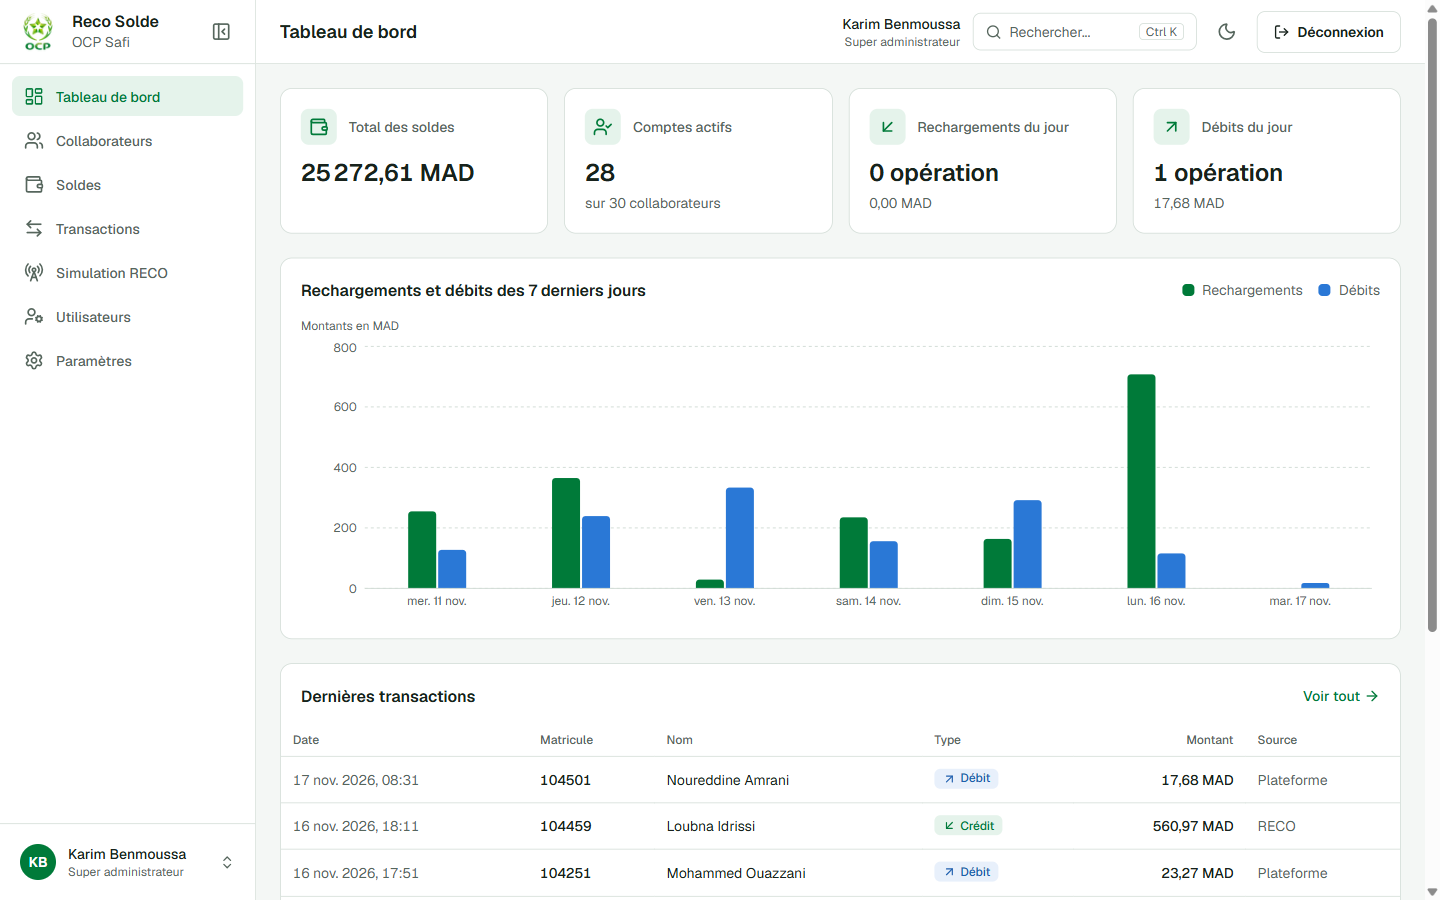 OCP
Reco Solde
OCP Safi
Tableau de bord
Collaborateurs
Soldes
Transactions
Simulation RECO
Utilisateurs
Paramètres
KB
Karim Benmoussa
Super administrateur
Tableau de bord
Karim Benmoussa
Super administrateur
Rechercher...
Ctrl K
Déconnexion
Total des soldes
25 272,61 MAD
Comptes actifs
28
sur 30 collaborateurs
Rechargements du jour
0 opération
0,00 MAD
Débits du jour
1 opération
17,68 MAD
Rechargements et débits des 7 derniers jours
Rechargements
Débits
Montants en MAD
800
600
400
200
0
mer. 11 nov.
jeu. 12 nov.
ven. 13 nov.
sam. 14 nov.
dim. 15 nov.
lun. 16 nov.
mar. 17 nov.
Dernières transactions
Voir tout
Date Matricule Nom Type Montant Source
17 nov. 2026, 08:31 104501 Noureddine Amrani Débit 17,68 MAD Plateforme
16 nov. 2026, 18:11 104459 Loubna Idrissi Crédit 560,97 MAD RECO
16 nov. 2026, 17:51 104251 Mohammed Ouazzani Débit 23,27 MAD Plateforme